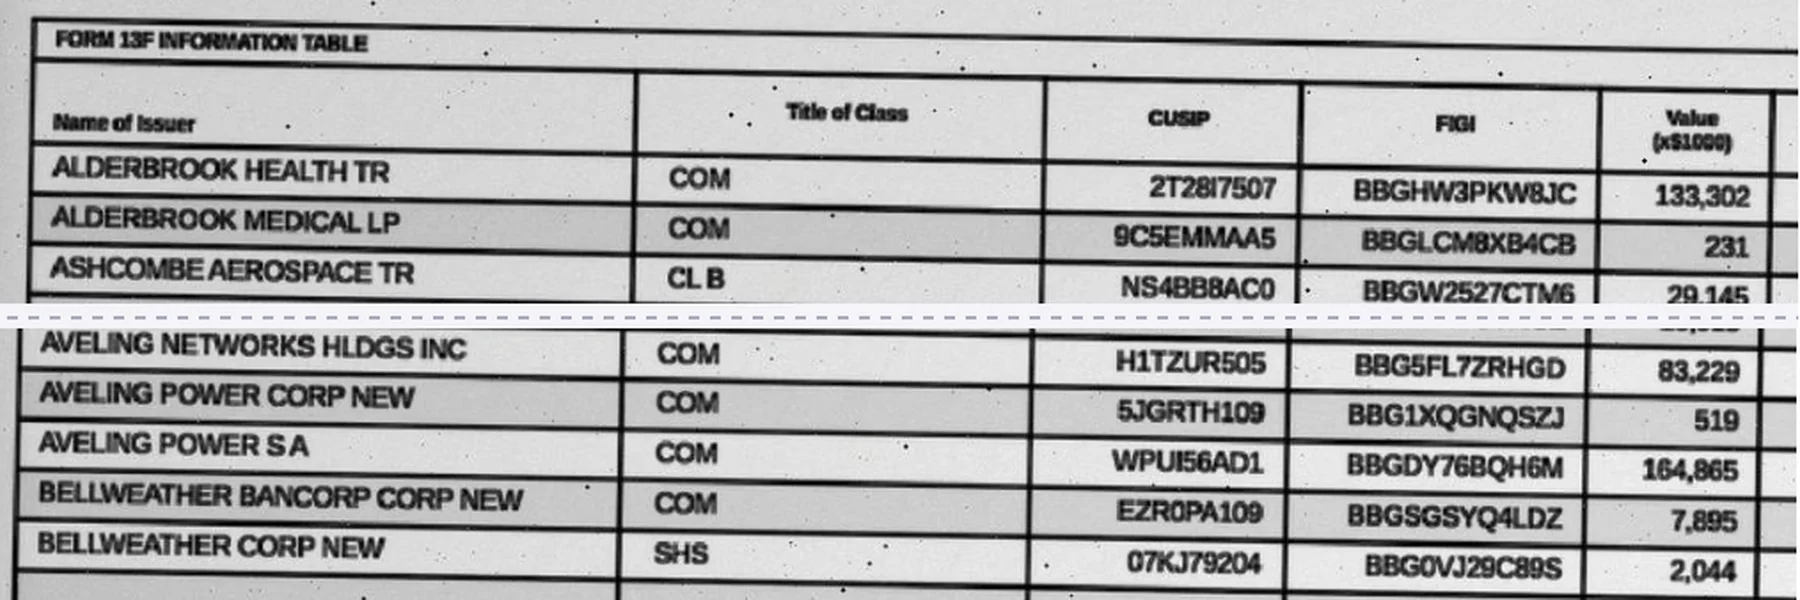 FORM 13F INFORMATION TABLE
Name of Issuer Title of Class CUSIP FIGI Value (x$1000)
ALDERBROOK HEALTH TR COM 2T28I7507 BBGHW3PKW8JC 133,302
ALDERBROOK MEDICAL LP COM 9C5EMMAA5 BBGLCM8XB4CB 231
ASHCOMBE AEROSPACE TR CL B NS4BB8AC0 BBGW2527CTM6 29,145
AVELING NETWORKS HLDGS INC COM H1TZUR505 BBG5FL7ZRHGD 83,229
AVELING POWER CORP NEW COM 5JGRTH109 BBG1XQGNQSZJ 519
AVELING POWER S A COM WPUI56AD1 BBGDY76BQH6M 164,865
BELLWEATHER BANCORP CORP NEW COM EZR0PA109 BBGSGSYQ4LDZ 7,895
BELLWEATHER CORP NEW SHS 07KJ79204 BBG0VJ29C89S 2,044